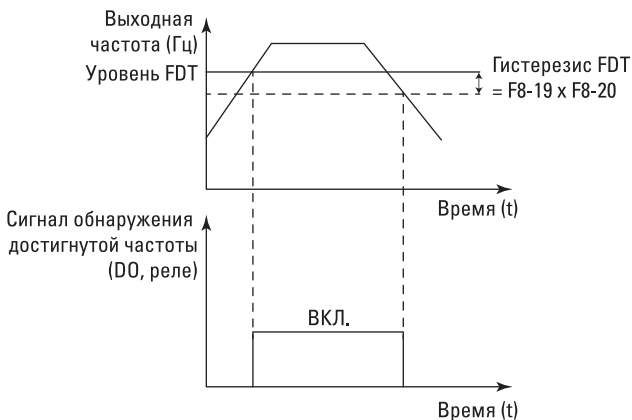 Выходная
частота (Гц)
Уровень FDT
Гистерезис FDT
= F8-19 x F8-20
Время (t)
Сигнал обнаружения
достигнутой частоты
(DO, реле)
ВКЛ.
Время (t)